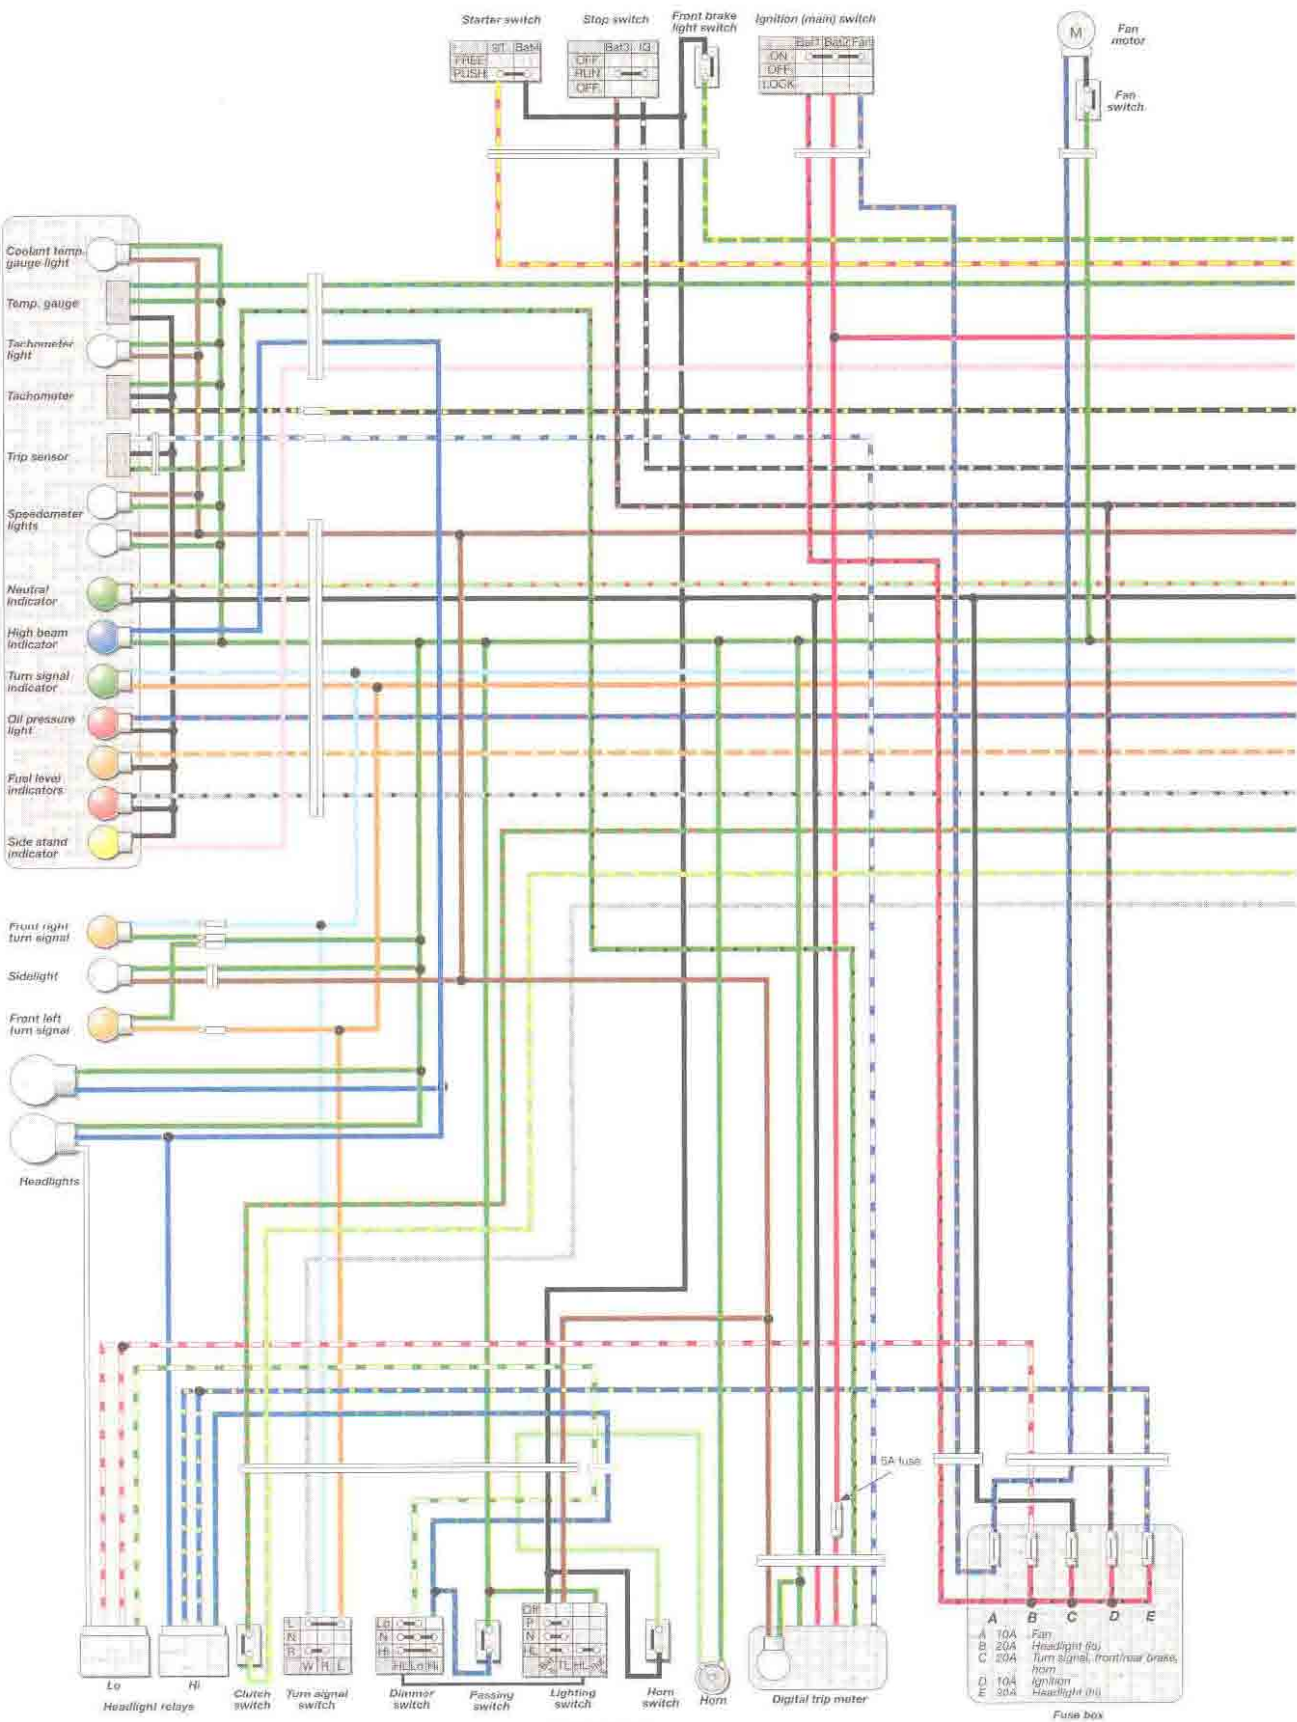 Starter switch
Stop switch
Front brake
light switch
Ignition (main) switch
Fan
motor
M
ST Bat4
FREE
PUSH
Bat3 IG
OFF
RUN
OFF
Bat1 Bat2 Fan
ON
OFF
LOCK
Fan
switch
Coolant temp.
gauge light
Temp. gauge
Tachometer
light
Tachometer
Trip sensor
Speedometer
lights
Neutral
indicator
High beam
indicator
Turn signal
indicator
Oil pressure
light
Fuel level
indicators
Side stand
indicator
Front right
turn signal
Sidelight
Front left
turn signal
Headlights
5A fuse
L
N
R
W R L
Lo
N
Hi
HL Lo Hi
Off
P
N
HL
TL HL
A B C D E
A 10A Fan
B 20A Headlight (lo)
C 20A Turn signal, front/rear brake,
horn
D 10A Ignition
E 20A Headlight (hi)
Lo
Hi
Headlight relays
Clutch
switch
Turn signal
switch
Dimmer
switch
Passing
switch
Lighting
switch
Horn
switch
Horn
Digital trip meter
Fuse box